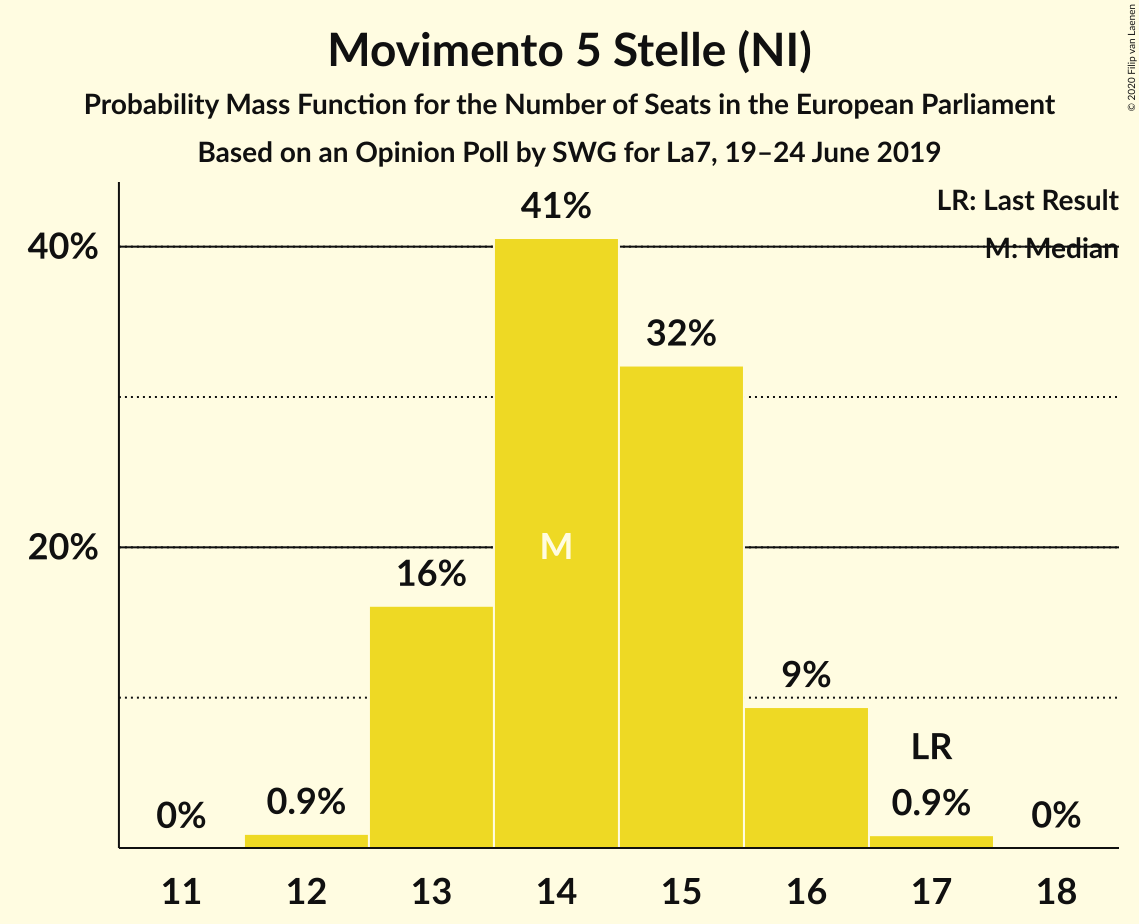 Movimento 5 Stelle (NI)
Probability Mass Function for the Number of Seats in the European Parliament
Based on an Opinion Poll by SWG for La7, 19–24 June 2019
© 2020 Filip van Laenen
LR: Last Result
M: Median
40%
20%
0%
0.9%
16%
41%
M
32%
9%
LR
0.9%
0%
11 12 13 14 15 16 17 18